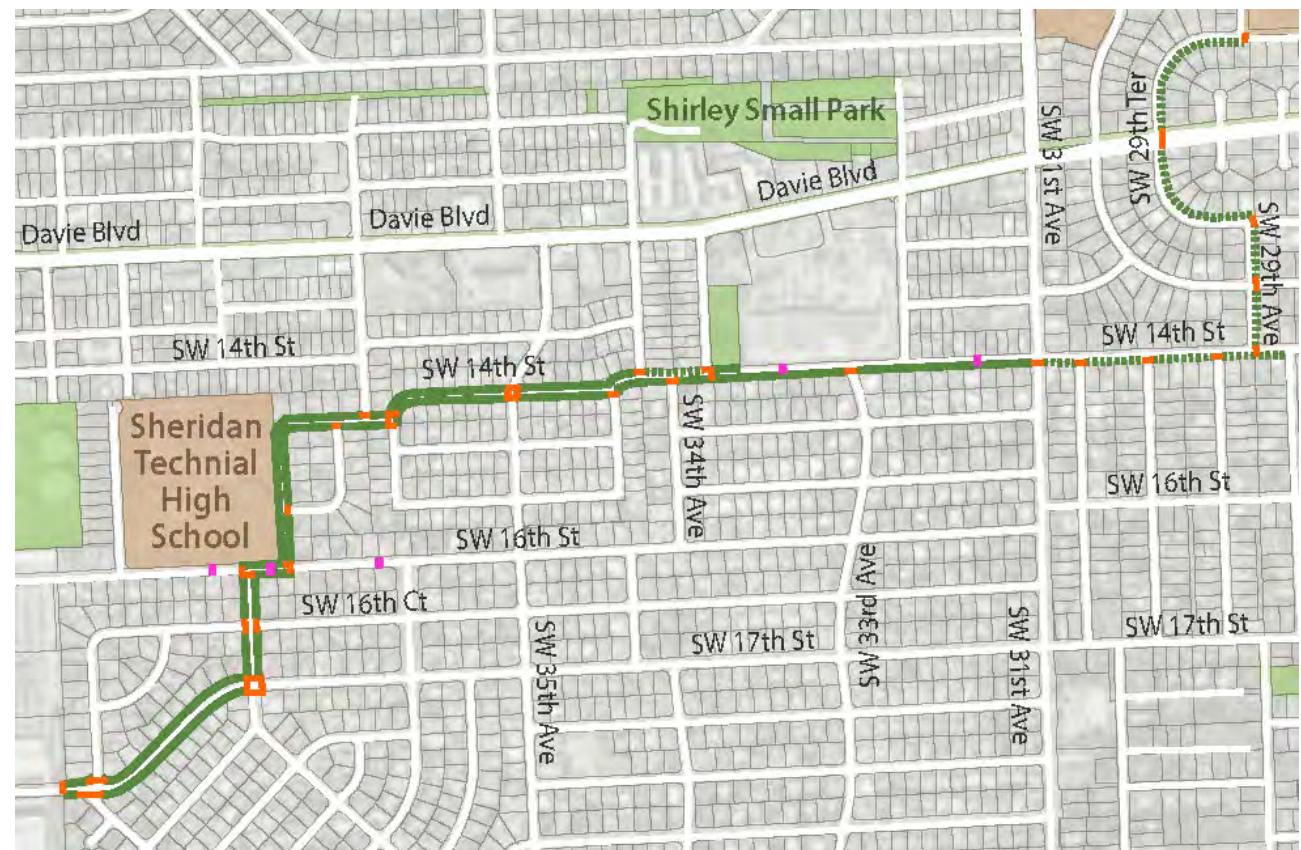 Shirley Small Park
SW 31st Ave
SW 29th Ter
Davie Blvd
Davie Blvd
Davie Blvd
SW 29th Ave
SW 14th St
SW 14th St
SW 14th St
Sheridan
Technial
High
School
SW 34th Ave
SW 16th St
SW 16th St
SW 33rd Ave
SW 16th Ct
SW 31st Ave
SW 35th Ave
SW 17th St
SW 17th St